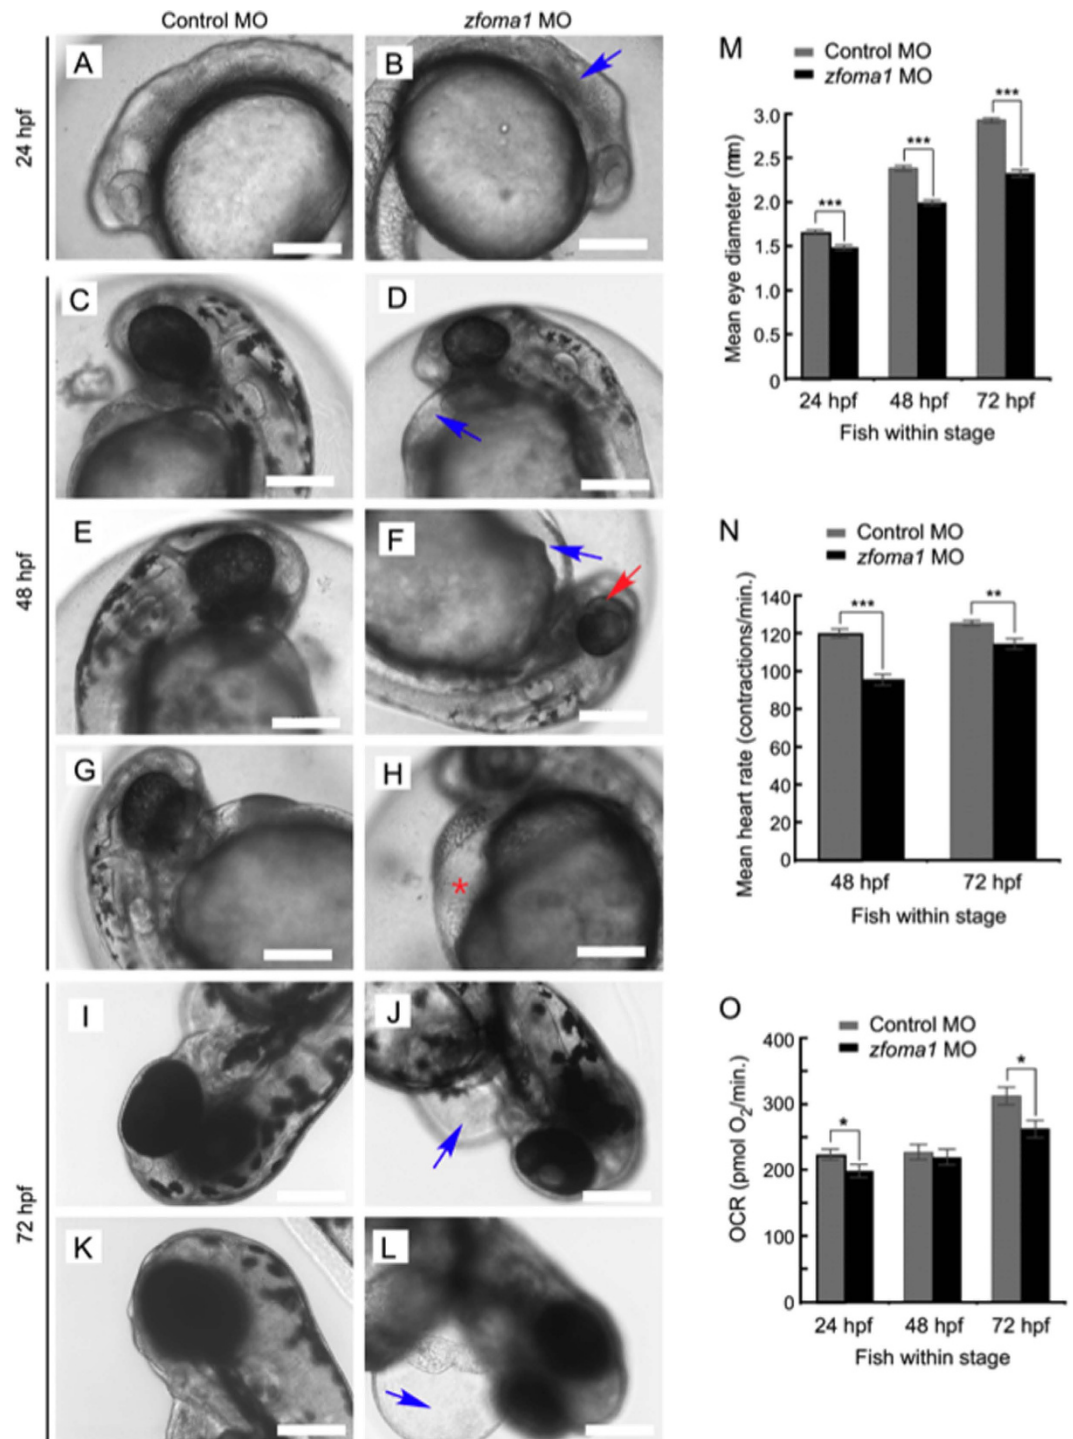 Control MO
zfoma1 MO
24 hpf
A
B
48 hpf
C
D
E
F
G
H
*
72 hpf
I
J
K
L
M
Control MO
zfoma1 MO
Mean eye diameter (mm)
3.0
2.5
2.0
1.5
1.0
0.5
0
***
***
***
24 hpf 48 hpf 72 hpf
Fish within stage
N
Control MO
zfoma1 MO
Mean heart rate (contractions/min.)
140
120
100
80
60
40
20
0
***
**
48 hpf 72 hpf
Fish within stage
O
Control MO
zfoma1 MO
OCR (pmol O2/min.)
400
300
200
100
0
*
*
24 hpf 48 hpf 72 hpf
Fish within stage